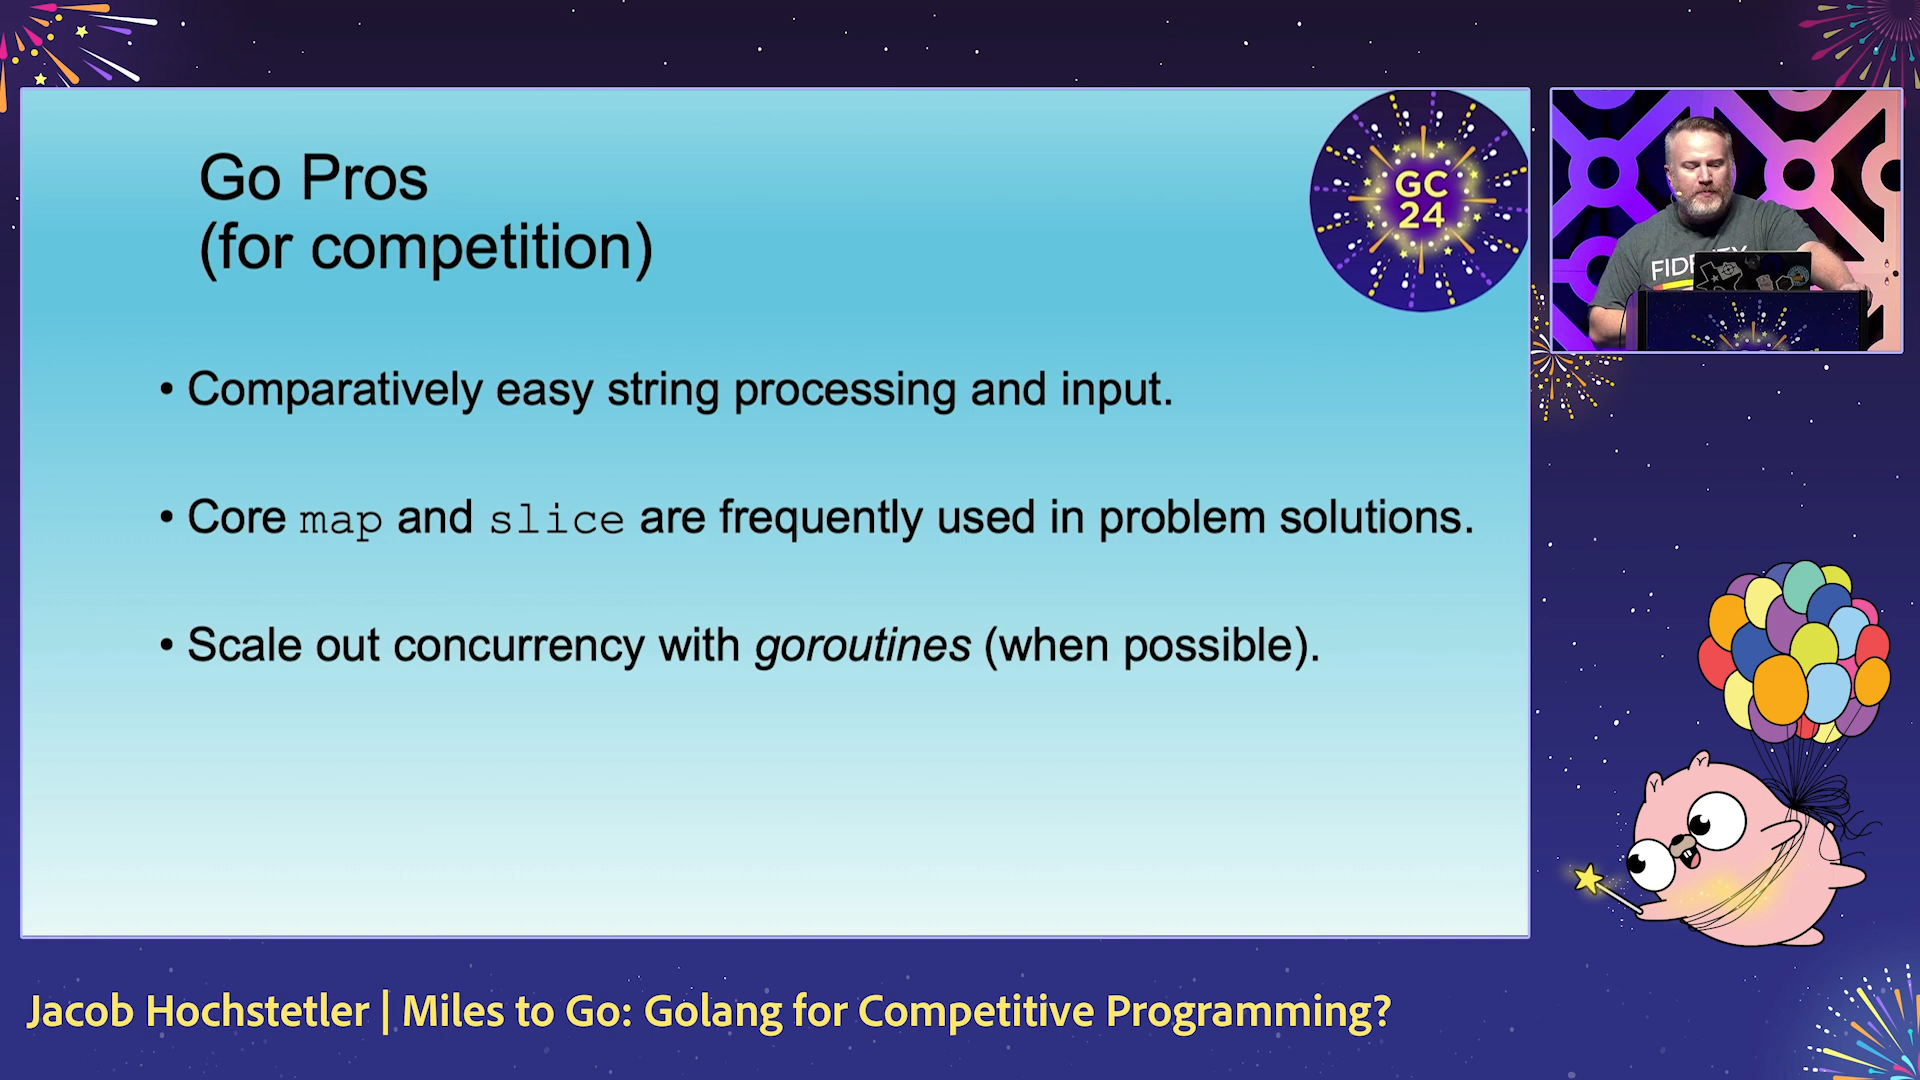 Go Pros
(for competition)
GC
24
• Comparatively easy string processing and input.
• Core map and slice are frequently used in problem solutions.
• Scale out concurrency with goroutines (when possible).
Jacob Hochstetler | Miles to Go: Golang for Competitive Programming?